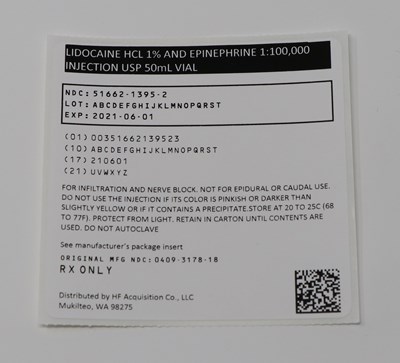 LIDOCAINE HCL 1% AND EPINEPHRINE 1:100,000
INJECTION USP 50mL VIAL
NDC: 51662-1395-2
LOT: ABCDEFGHIJKLMNOPQRST
EXP: 2021-06-01
(01) 00351662139523
(10) ABCDEFGHIJKLMNOPQRST
(17) 210601
(21) UVWXYZ
FOR INFILTRATION AND NERVE BLOCK. NOT FOR EPIDURAL OR CAUDAL USE.
DO NOT USE THE INJECTION IF ITS COLOR IS PINKISH OR DARKER THAN
SLIGHTLY YELLOW OR IF IT CONTAINS A PRECIPITATE.STORE AT 20 TO 25C (68
TO 77F). PROTECT FROM LIGHT. RETAIN IN CARTON UNTIL CONTENTS ARE
USED. DO NOT AUTOCLAVE
See manufacturer's package insert
ORIGINAL MFG NDC: 0409-3178-18
RX ONLY
Distributed by HF Acquisition Co., LLC
Mukilteo, WA 98275